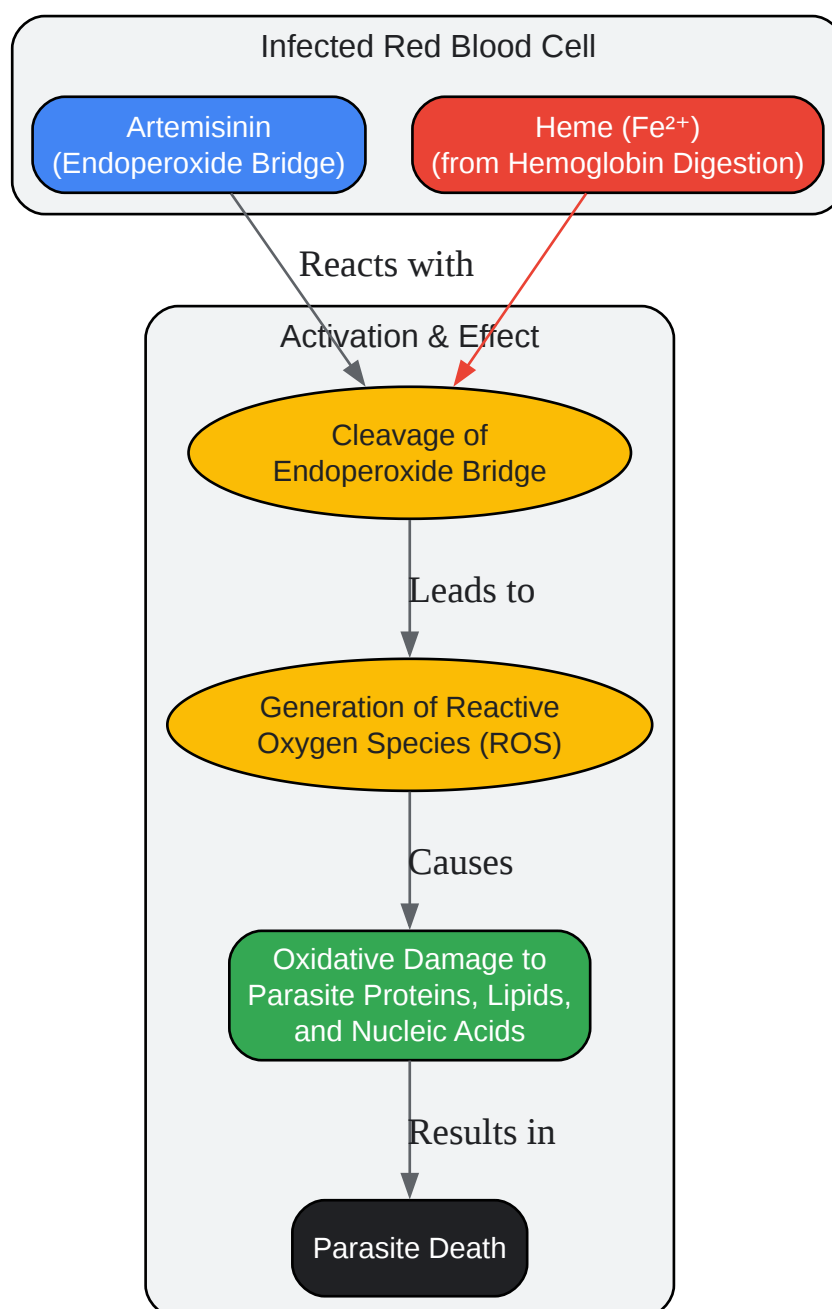 Infected Red Blood Cell
Artemisinin
(Endoperoxide Bridge)
Heme (Fe²⁺)
(from Hemoglobin Digestion)
Reacts with
Activation & Effect
Cleavage of
Endoperoxide Bridge
Leads to
Generation of Reactive
Oxygen Species (ROS)
Causes
Oxidative Damage to
Parasite Proteins, Lipids,
and Nucleic Acids
Results in
Parasite Death